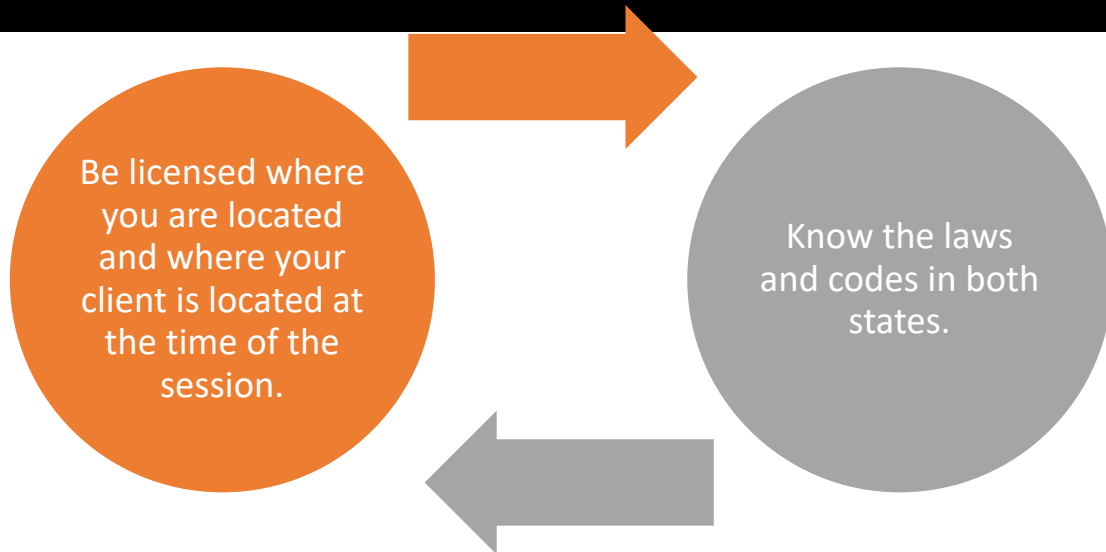 Be licensed where
you are located
and where your
client is located at
the time of the
session.
Know the laws
and codes in both
states.